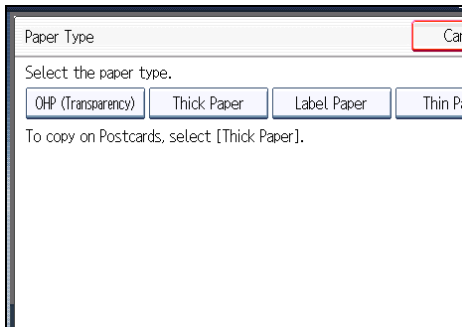 Paper Type
Select the paper type.
OHP (Transparency) Thick Paper Label Paper Thin
To copy on Postcards, select [Thick Paper].